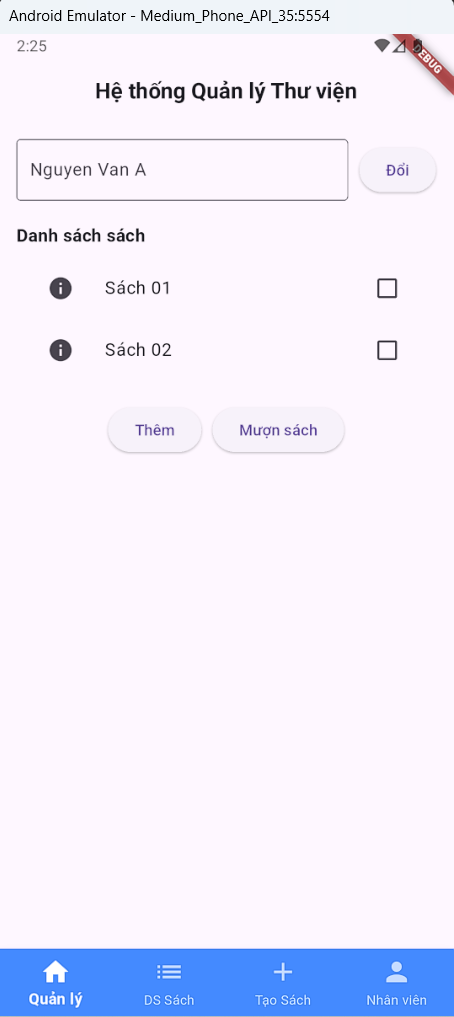 Android Emulator - Medium_Phone_API_35:5554
2:25
DEBUG
Hệ thống Quản lý Thư viện
Nguyen Van A
Đổi
Danh sách sách
Sách 01
Sách 02
Thêm
Mượn sách
Quản lý
DS Sách
Tạo Sách
Nhân viên